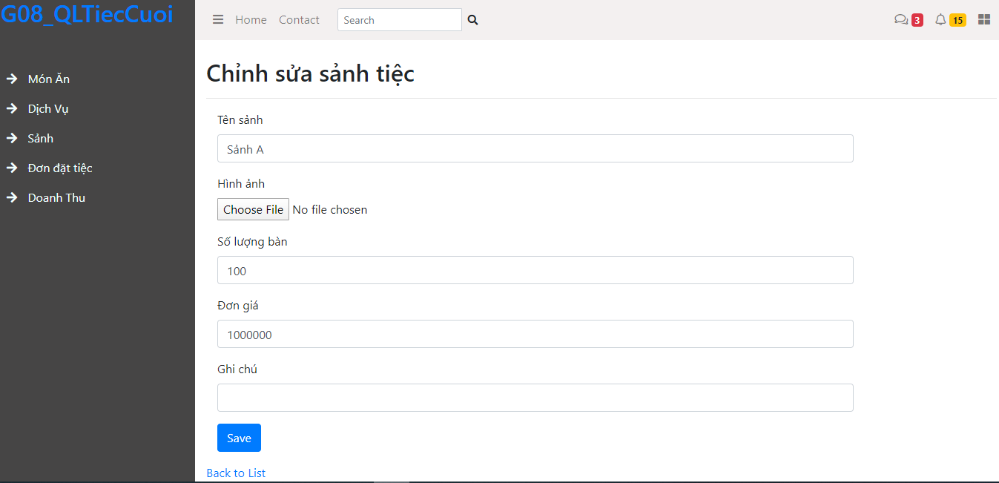 G08_QLTiecCuoi
Món Ăn
Dịch Vụ
Sảnh
Đơn đặt tiệc
Doanh Thu
Home Contact Search 3 15
Chỉnh sửa sảnh tiệc
Tên sảnh
Sảnh A
Hình ảnh
Choose File No file chosen
Số lượng bàn
100
Đơn giá
1000000
Ghi chú
Save
Back to List